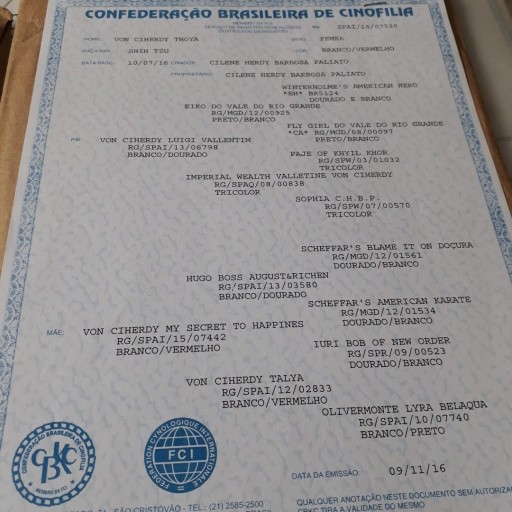 CONFEDERAÇÃO BRASILEIRA DE CINOFILIA
NOME: VON CIHERDY THOYA SEXO: FEMEA
RAÇA: SHIH TZU COR: BRANCO/VERMELHO
DATA NASC. 10/07/16 CRIADOR: CILENE HERDY BARBOSA PALIATO
PROPRIETÁRIO: CILENE HERDY BARBOSA PALIATO
WINTERHOLME'S AMERICAN HERO
*EH* BR5124
DOURADO E BRANCO
EIKO DO VALE DO RIO GRANDE
RG/MGD/12/00925
PRETO/BRANCO
FLY GIRL DO VALE DO RIO GRANDE
*CA* RG/MGD/08/00097
PRETO/BRANCO
PAI: VON CIHERDY LUIGI VALLENTIM
RG/SPAI/13/06798
BRANCO/DOURADO
PAJE OF KHYIL KHOR
RG/SPW/03/01032
TRICOLOR
IMPERIAL WEALTH VALLETINE VON CIHERDY
RG/SPAQ/08/00838
TRICOLOR
SOPHIA C.H.B.P.
RG/SPW/07/00570
TRICOLOR
SCHEFFAR'S BLAME IT ON DOÇURA
RG/MGD/12/01561
DOURADO/BRANCO
HUGO BOSS AUGUST&RICHEN
RG/SPAI/13/03580
BRANCO/DOURADO
SCHEFFAR'S AMERICAN KARATE
RG/MGD/12/01534
DOURADO/BRANCO
MÃE: VON CIHERDY MY SECRET TO HAPPINES
RG/SPAI/15/07442
BRANCO/VERMELHO
IURI BOB OF NEW ORDER
RG/SPR/09/00523
DOURADO/BRANCO
VON CIHERDY TALYA
RG/SPAI/12/02833
BRANCO/VERMELHO
OLIVERMONTE LYRA BELAQUA
RG/SPAI/10/07740
BRANCO/PRETO
CONFEDERAÇÃO BRASILEIRA DE CINOFILIA
CBKC
FEDERATION CYNOLOGIQUE INTERNATIONALE
FCI
DATA DA EMISSÃO: 09/11/16
SÃO CRISTÓVÃO - TEL.: (21) 2585-2500
QUALQUER ANOTAÇÃO NESTE DOCUMENTO SEM AUTORIZA
CBKC TIRA A VALIDADE DO MESMO